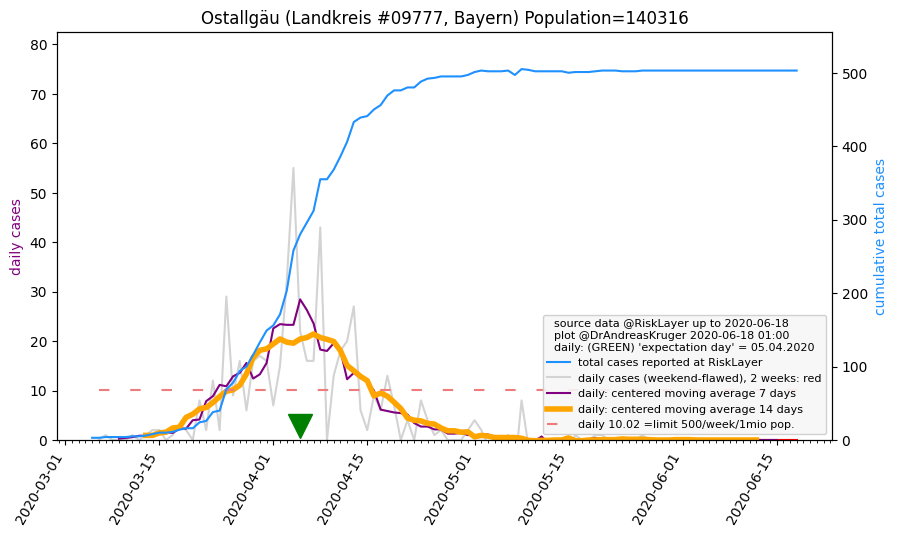 Ostallgäu (Landkreis #09777, Bayern) Population=140316
80
70
60
50
40
30
20
10
0
daily cases
500
400
300
200
100
0
cumulative total cases
source data @RiskLayer up to 2020-06-18
plot @DrAndreasKruger 2020-06-18 01:00
daily: (GREEN) 'expectation day' = 05.04.2020
total cases reported at RiskLayer
daily cases (weekend-flawed), 2 weeks: red
daily: centered moving average 7 days
daily: centered moving average 14 days
daily 10.02 =limit 500/week/1mio pop.
2020-03-01
2020-03-15
2020-04-01
2020-04-15
2020-05-01
2020-05-15
2020-06-01
2020-06-15